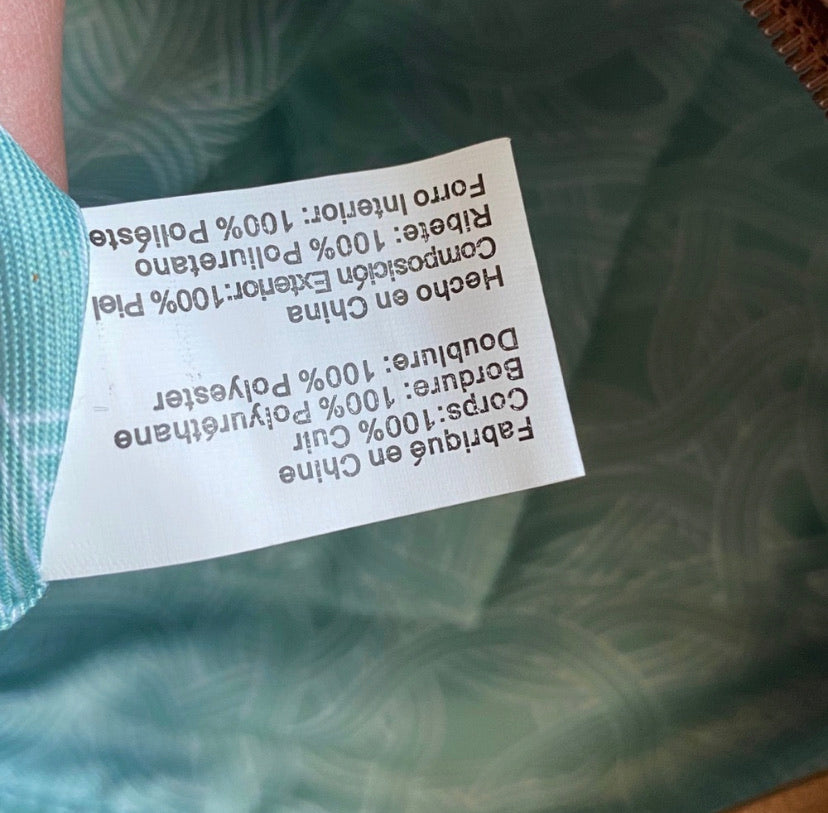 Fabriqué en Chine
Corps:100% Cuir
Bordure: 100% Polyuréthane
Doublure: 100% Polyester
Hecho en China
Composición Exterior:100% Piel
Ribete: 100% Poliuretano
Forro Interior: 100% Poliéste